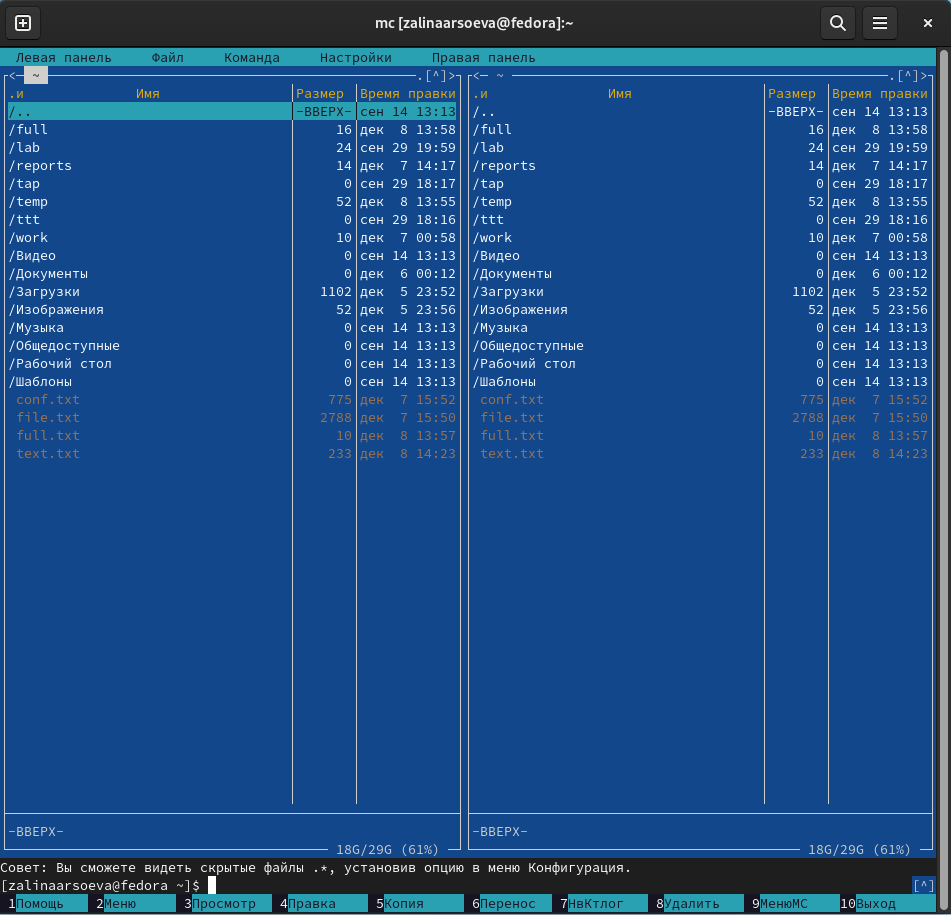 mc [zalinaarsoeva@fedora]:~
Левая панель Файл Команда Настройки Правая панель
<─ ~ .[^]> <─ ~ .[^]>
.и Имя Размер Время правки .и Имя Размер Время правки
/.. -ВВЕРХ- сен 14 13:13 /.. -ВВЕРХ- сен 14 13:13
/full 16 дек 8 13:58 /full 16 дек 8 13:58
/lab 24 сен 29 19:59 /lab 24 сен 29 19:59
/reports 14 дек 7 14:17 /reports 14 дек 7 14:17
/tap 0 сен 29 18:17 /tap 0 сен 29 18:17
/temp 52 дек 8 13:55 /temp 52 дек 8 13:55
/ttt 0 сен 29 18:16 /ttt 0 сен 29 18:16
/work 10 дек 7 00:58 /work 10 дек 7 00:58
/Видео 0 сен 14 13:13 /Видео 0 сен 14 13:13
/Документы 0 дек 6 00:12 /Документы 0 дек 6 00:12
/Загрузки 1102 дек 5 23:52 /Загрузки 1102 дек 5 23:52
/Изображения 52 дек 5 23:56 /Изображения 52 дек 5 23:56
/Музыка 0 сен 14 13:13 /Музыка 0 сен 14 13:13
/Общедоступные 0 сен 14 13:13 /Общедоступные 0 сен 14 13:13
/Рабочий стол 0 сен 14 13:13 /Рабочий стол 0 сен 14 13:13
/Шаблоны 0 сен 14 13:13 /Шаблоны 0 сен 14 13:13
conf.txt 775 дек 7 15:52 conf.txt 775 дек 7 15:52
file.txt 2788 дек 7 15:50 file.txt 2788 дек 7 15:50
full.txt 10 дек 8 13:57 full.txt 10 дек 8 13:57
text.txt 233 дек 8 14:23 text.txt 233 дек 8 14:23
-ВВЕРХ- -ВВЕРХ-
18G/29G (61%) 18G/29G (61%)
Совет: Вы сможете видеть скрытые файлы .*, установив опцию в меню Конфигурация.
[zalinaarsoeva@fedora ~]$ [^]
1Помощь 2Меню 3Просмотр 4Правка 5Копия 6Перенос 7НвКтлог 8Удалить 9МенюMC 10Выход